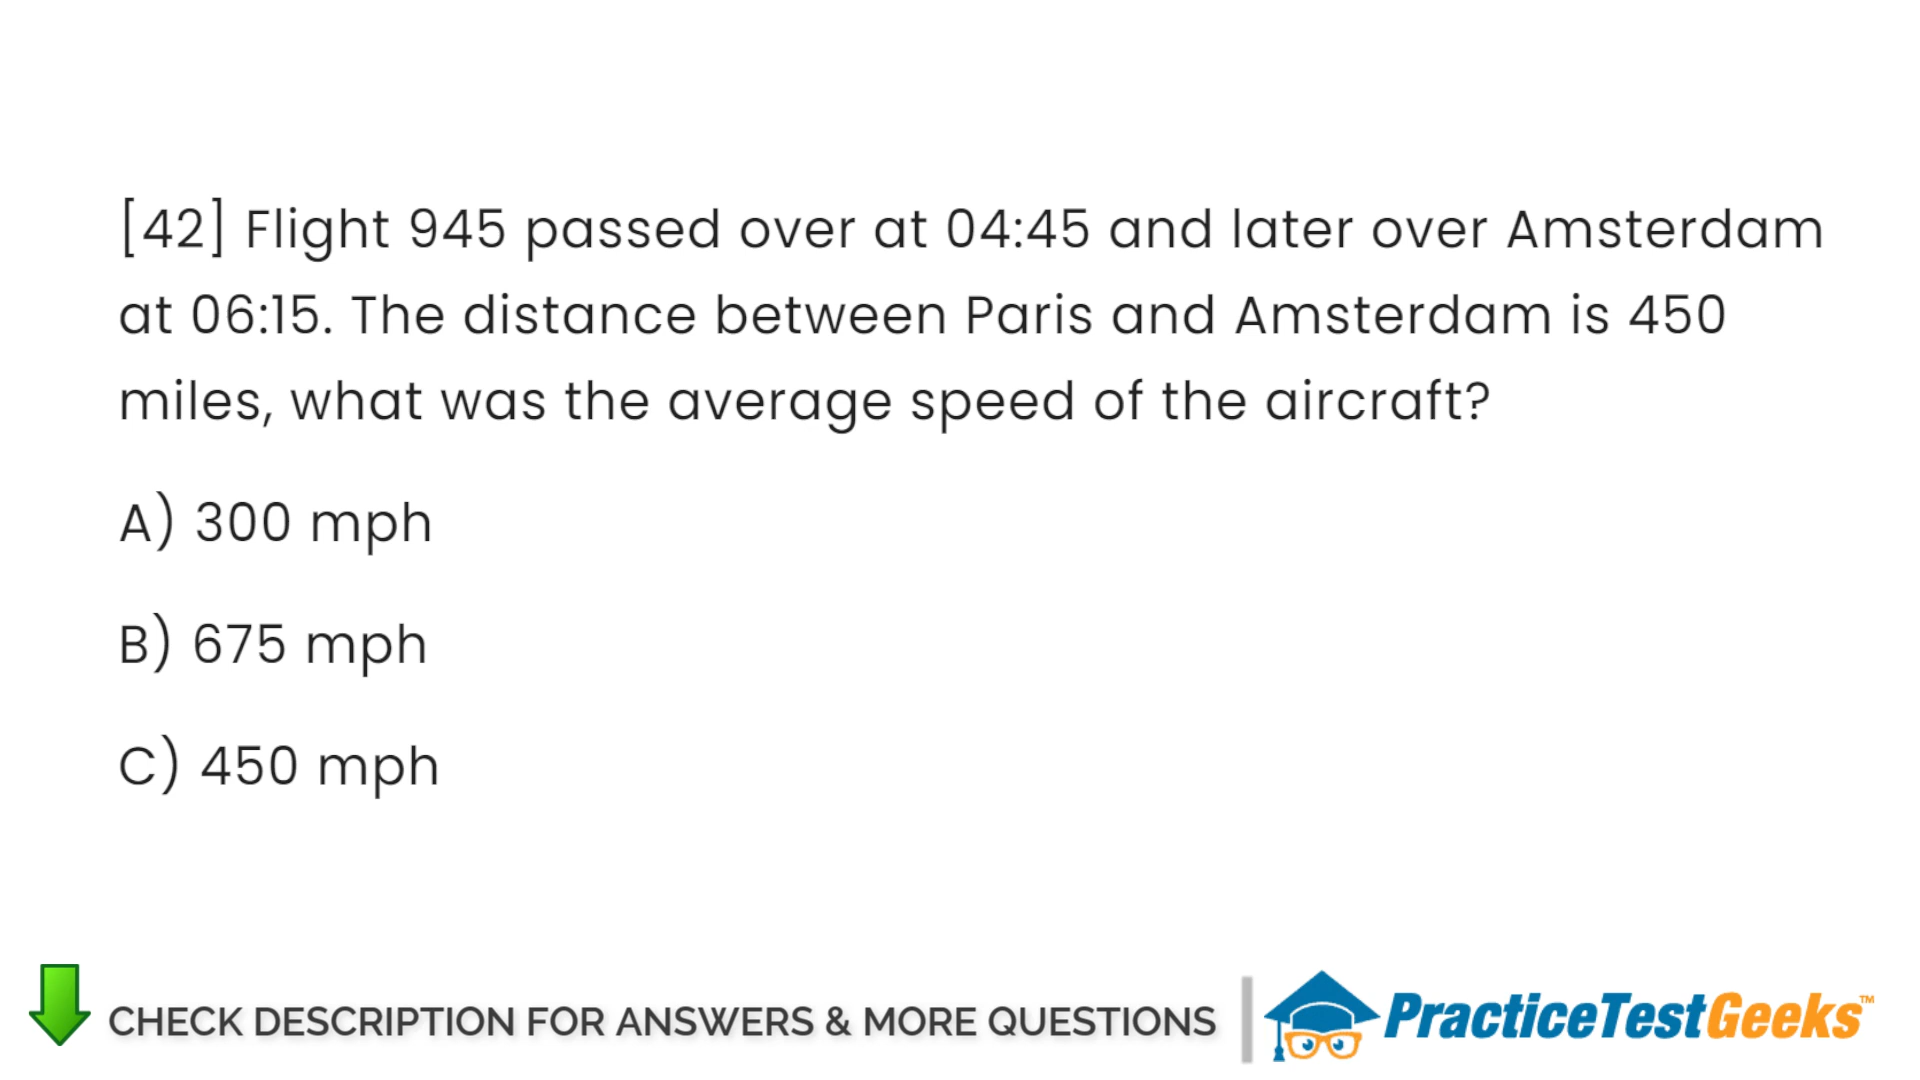 [42] Flight 945 passed over at 04:45 and later over Amsterdam
at 06:15. The distance between Paris and Amsterdam is 450
miles, what was the average speed of the aircraft?
A) 300 mph
B) 675 mph
C) 450 mph
CHECK DESCRIPTION FOR ANSWERS & MORE QUESTIONS
PracticeTestGeeks™